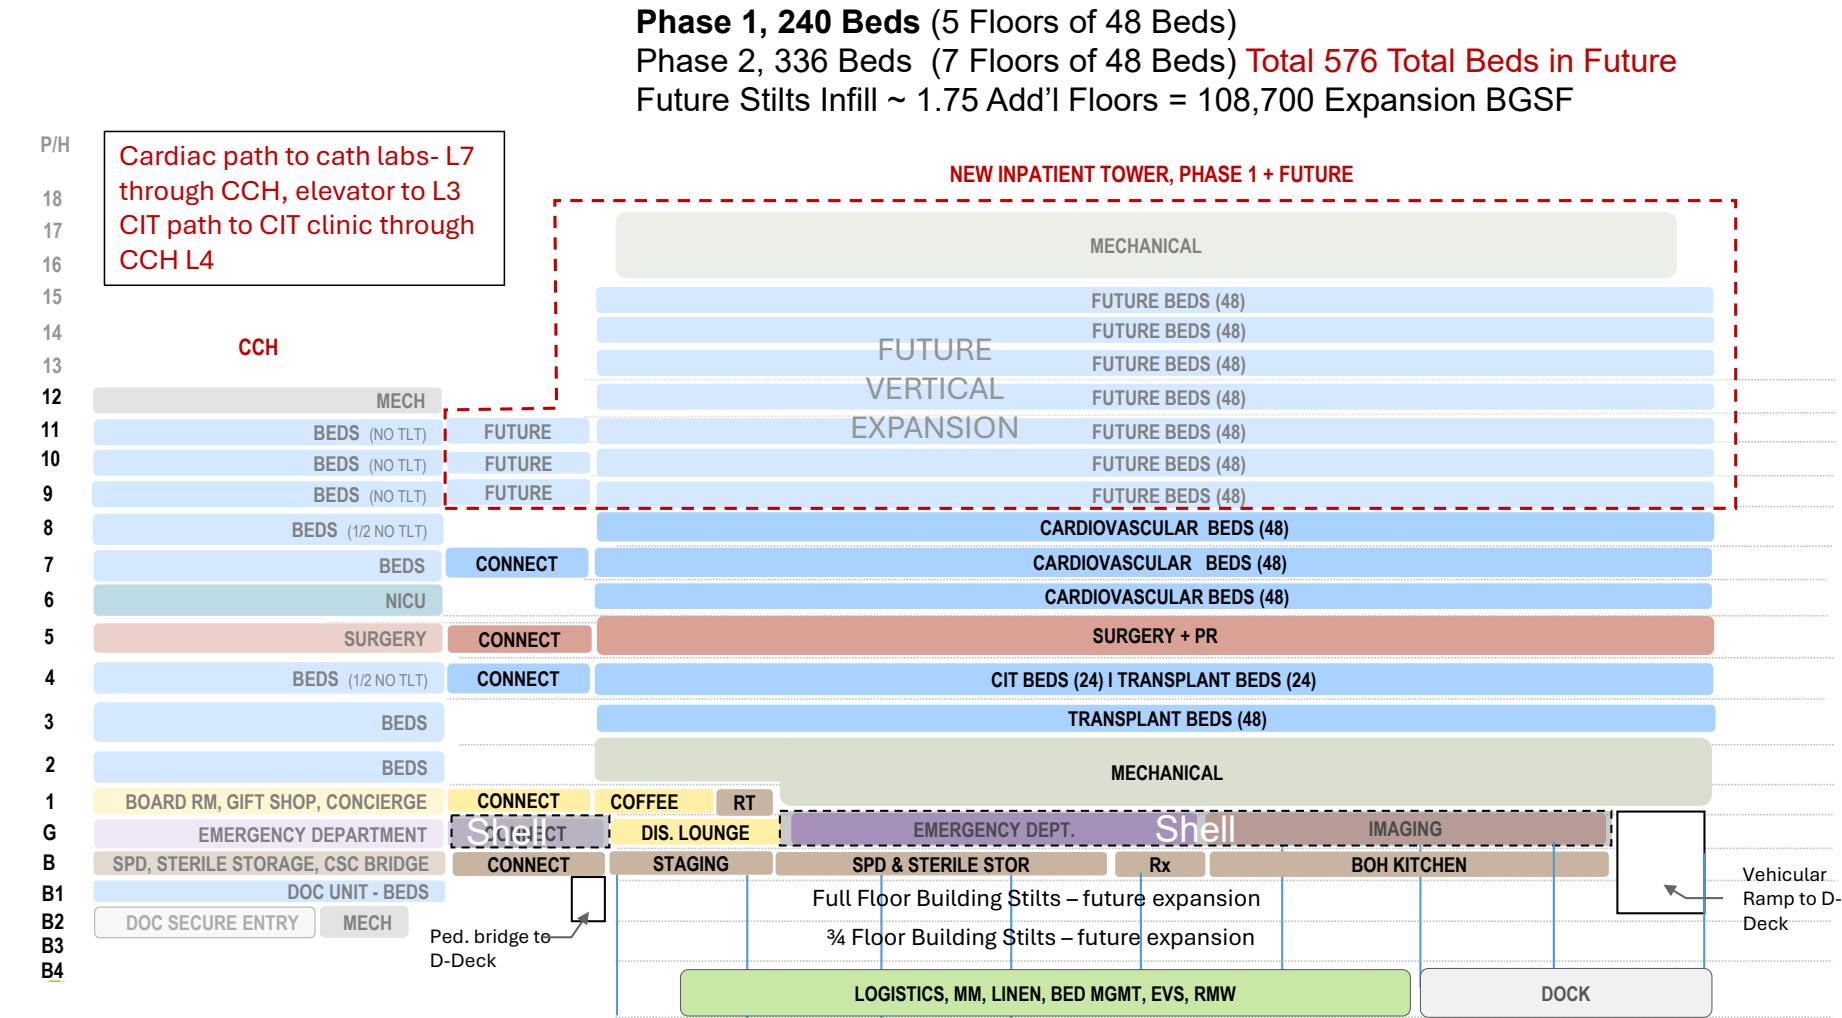 Phase 1, 240 Beds (5 Floors of 48 Beds)
Phase 2, 336 Beds (7 Floors of 48 Beds) Total 576 Total Beds in Future
Future Stilts Infill ~ 1.75 Add'l Floors = 108,700 Expansion BGSF
P/H
Cardiac path to cath labs- L7
through CCH, elevator to L3
CIT path to CIT clinic through
CCH L4
NEW INPATIENT TOWER, PHASE 1 + FUTURE
18
17
MECHANICAL
16
15
FUTURE BEDS (48)
14
FUTURE BEDS (48)
CCH
FUTURE
VERTICAL
EXPANSION
13
FUTURE BEDS (48)
12
MECH
FUTURE BEDS (48)
11
BEDS (NO TLT)
FUTURE
FUTURE BEDS (48)
10
BEDS (NO TLT)
FUTURE
FUTURE BEDS (48)
9
BEDS (NO TLT)
FUTURE
FUTURE BEDS (48)
8
BEDS (1/2 NO TLT)
CARDIOVASCULAR BEDS (48)
7
BEDS
CONNECT
CARDIOVASCULAR BEDS (48)
6
NICU
CARDIOVASCULAR BEDS (48)
5
SURGERY
CONNECT
SURGERY + PR
4
BEDS (1/2 NO TLT)
CONNECT
CIT BEDS (24) I TRANSPLANT BEDS (24)
3
BEDS
TRANSPLANT BEDS (48)
2
BEDS
MECHANICAL
1
BOARD RM, GIFT SHOP, CONCIERGE
CONNECT
COFFEE
RT
G
EMERGENCY DEPARTMENT
CONNECT
Shell
DIS. LOUNGE
EMERGENCY DEPT.
Shell
IMAGING
B
SPD, STERILE STORAGE, CSC BRIDGE
CONNECT
STAGING
SPD & STERILE STOR
Rx
BOH KITCHEN
B1
DOC UNIT - BEDS
Full Floor Building Stilts – future expansion
Vehicular
Ramp to D-
Deck
B2
DOC SECURE ENTRY
MECH
Ped. bridge to
D-Deck
¾ Floor Building Stilts – future expansion
B3
B4
LOGISTICS, MM, LINEN, BED MGMT, EVS, RMW
DOCK